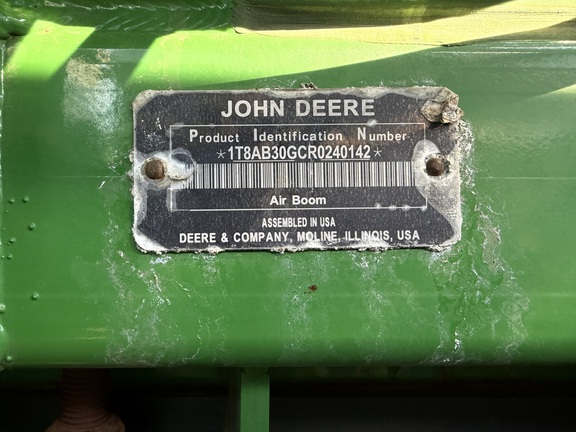 JOHN DEERE
Product Identification Number
*1T8AB30GCR0240142*
Air Boom
ASSEMBLED IN USA
DEERE & COMPANY, MOLINE, ILLINOIS, USA